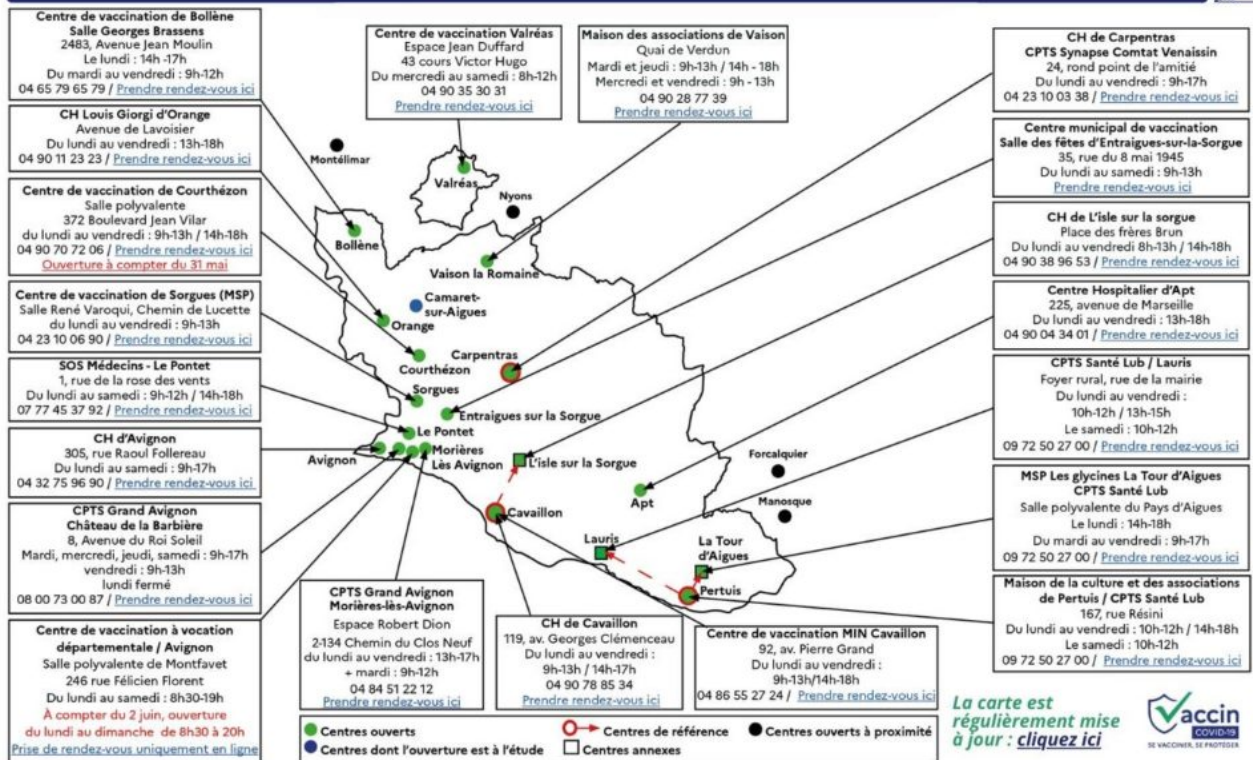 Centre de vaccination de Bollène
Salle Georges Brassens
2483, Avenue Jean Moulin
Le lundi : 14h -17h
Du mardi au vendredi : 9h-12h
04 65 79 65 79 / Prendre rendez-vous ici
CH Louis Giorgi d'Orange
Avenue de Lavoisier
Du lundi au vendredi : 13h-18h
04 90 11 23 23 / Prendre rendez-vous ici
Centre de vaccination de Courthézon
Salle polyvalente
372 Boulevard Jean Vilar
du lundi au vendredi : 9h-13h / 14h-18h
04 90 70 72 06 / Prendre rendez-vous ici
Ouverture à compter du 31 mai
Centre de vaccination de Sorgues (MSP)
Salle René Varoqui, Chemin de Lucette
du lundi au vendredi : 9h-13h
04 23 10 06 90 / Prendre rendez-vous ici
SOS Médecins - Le Pontet
1, rue de la rose des vents
Du lundi au samedi : 9h-12h / 14h-18h
07 77 45 37 92 / Prendre rendez-vous ici
CH d'Avignon
305, rue Raoul Follereau
Du lundi au samedi : 9h-17h
04 32 75 96 90 / Prendre rendez-vous ici
CPTS Grand Avignon
Château de la Barbière
8, Avenue du Roi Soleil
Mardi, mercredi, jeudi, samedi : 9h-17h
vendredi : 9h-13h
lundi fermé
08 00 73 00 87 / Prendre rendez-vous ici
Centre de vaccination à vocation
départementale / Avignon
Salle polyvalente de Montfavet
246 rue Félicien Florent
Du lundi au samedi : 8h30-19h
À compter du 2 juin, ouverture
du lundi au dimanche de 8h30 à 20h
Prise de rendez-vous uniquement en ligne
Centre de vaccination Valréas
Espace Jean Duffard
43 cours Victor Hugo
Du mercredi au samedi : 8h-12h
04 90 35 30 31
Prendre rendez-vous ici
Maison des associations de Vaison
Quai de Verdun
Mardi et jeudi : 9h-13h / 14h - 18h
Mercredi et vendredi : 9h - 13h
04 90 28 77 39
Prendre rendez-vous ici
Montélimar
Valréas
Nyons
Bollène
Vaison la Romaine
Camaret-
sur-Aigues
Orange
Carpentras
Courthézon
Sorgues
Entraigues sur la Sorgue
Le Pontet
Morières
Lès Avignon
Avignon
L'isle sur la Sorgue
Forcalquier
Apt
Manosque
Cavaillon
Lauris
La Tour
d'Aigues
Pertuis
CPTS Grand Avignon
Morières-lès-Avignon
Espace Robert Dion
2-134 Chemin du Clos Neuf
du lundi au vendredi : 13h-17h
+ mardi : 9h-12h
04 84 51 22 12
Prendre rendez-vous ici
CH de Cavaillon
119, av. Georges Clémenceau
Du lundi au vendredi :
9h-13h / 14h-17h
04 90 78 85 34
Prendre rendez-vous ici
Centre de vaccination MIN Cavaillon
92, av. Pierre Grand
Du lundi au vendredi :
9h-13h/14h-18h
04 86 55 27 24 / Prendre rendez-vous ici
CH de Carpentras
CPTS Synapse Comtat Venaissin
24, rond point de l'amitié
Du lundi au vendredi : 9h-17h
04 23 10 03 38 / Prendre rendez-vous ici
Centre municipal de vaccination
Salle des fêtes d'Entraigues-sur-la-Sorgue
35, rue du 8 mai 1945
Du lundi au samedi : 9h-13h
Prendre rendez-vous ici
CH de L'isle sur la sorgue
Place des frères Brun
Du lundi au vendredi 8h-13h / 14h-18h
04 90 38 96 53 / Prendre rendez-vous ici
Centre Hospitalier d'Apt
225, avenue de Marseille
Du lundi au vendredi : 13h-18h
04 90 04 34 01 / Prendre rendez-vous ici
CPTS Santé Lub / Lauris
Foyer rural, rue de la mairie
Du lundi au vendredi :
10h-12h / 13h-15h
Le samedi : 10h-12h
09 72 50 27 00 / Prendre rendez-vous ici
MSP Les glycines La Tour d'Aigues
CPTS Santé Lub
Salle polyvalente du Pays d'Aigues
Le lundi : 14h-18h
Du mardi au vendredi : 9h-17h
09 72 50 27 00 / Prendre rendez-vous ici
Maison de la culture et des associations
de Pertuis / CPTS Santé Lub
167, rue Résini
Du lundi au vendredi : 10h-12h / 14h-18h
Le samedi : 10h-12h
09 72 50 27 00 / Prendre rendez-vous ici
Centres ouverts
Centres dont l'ouverture est à l'étude
Centres de référence
Centres annexes
Centres ouverts à proximité
La carte est
régulièrement mise
à jour : cliquez ici
Vaccin
COVID-19
SE VACCINER, SE PROTÉGER